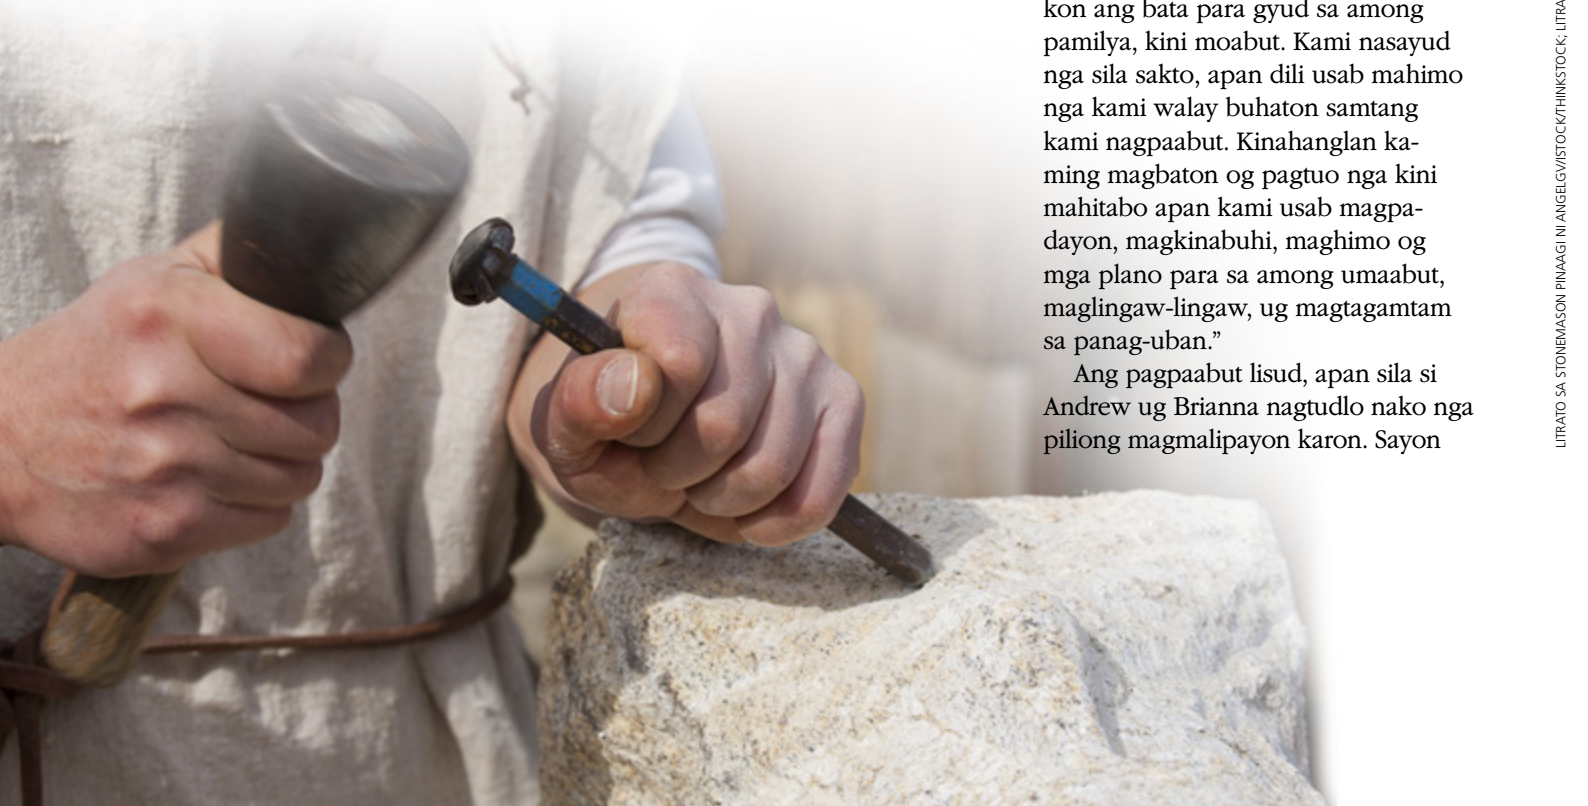 kon ang bata para gyud sa among
pamilya, kini moabut. Kami nasayud
nga sila sakto, apan dili usab mahimo
nga kami walay buhaton samtang
kami nagpaabut. Kinahanglan ka-
ming magbaton og pagtuo nga kini
mahitabo apan kami usab magpa-
dayon, magkinabuhi, maghimo og
mga plano para sa among umaabut,
maglingaw-lingaw, ug magtagamtam
sa panag-uban.”
Ang pagpaabut lisud, apan sila si
Andrew ug Brianna nagtudlo nako nga
piliong magmalipayon karon. Sayon
LITRATO SA STONEMASON PINAAGI NI ANGELGV/ISTOCK/THINKSTOCK;